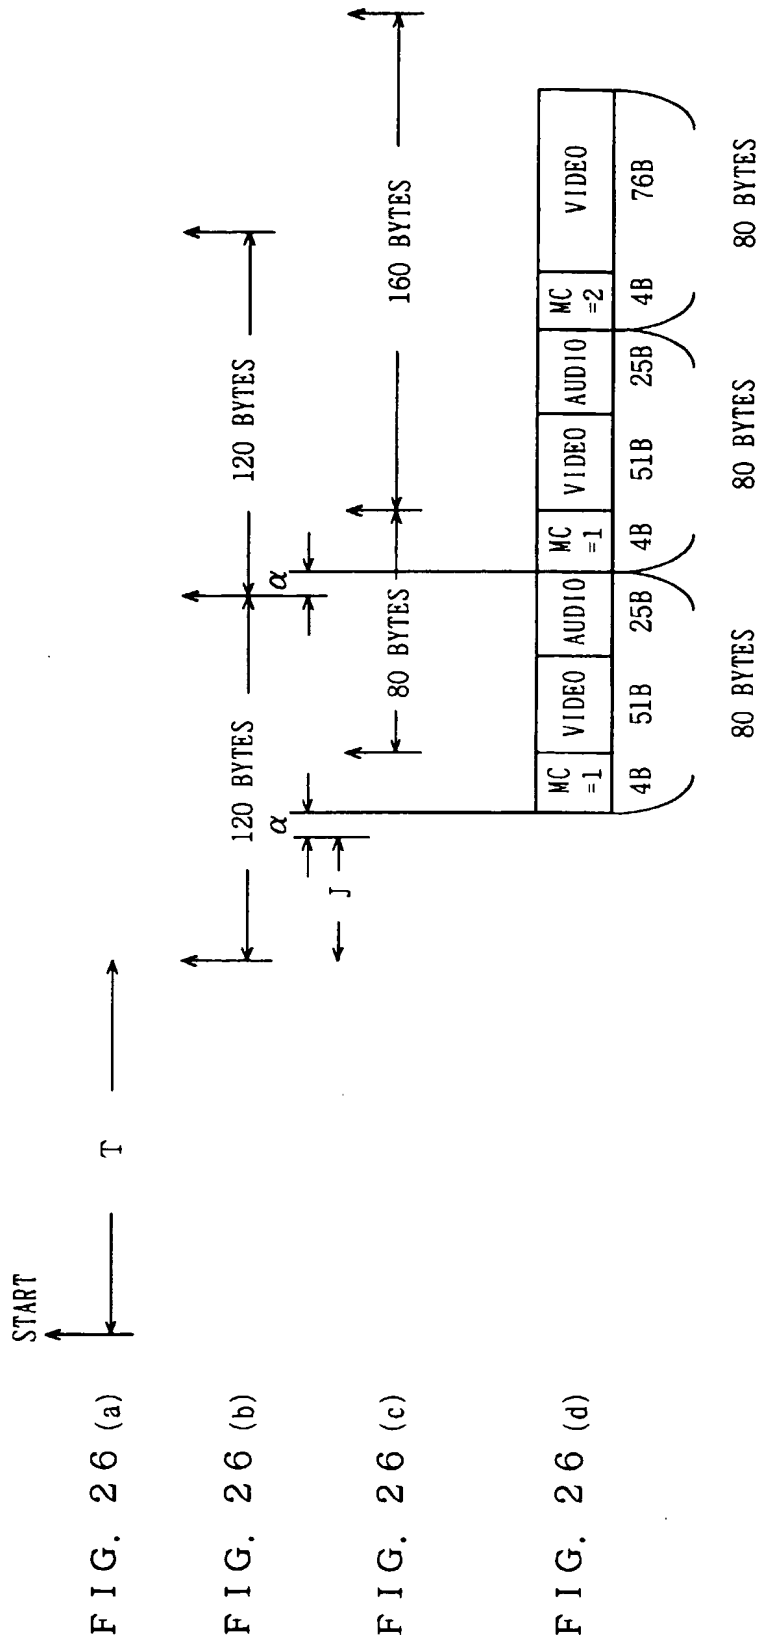 START
FIG. 26 (a)
T
FIG. 26 (b)
120 BYTES
120 BYTES
α
α
J
FIG. 26 (c)
80 BYTES
160 BYTES
FIG. 26 (d)
MC =1
VIDEO
AUDIO
MC =1
VIDEO
AUDIO
MC =2
VIDEO
4B
51B
25B
4B
51B
25B
4B
76B
80 BYTES
80 BYTES
80 BYTES